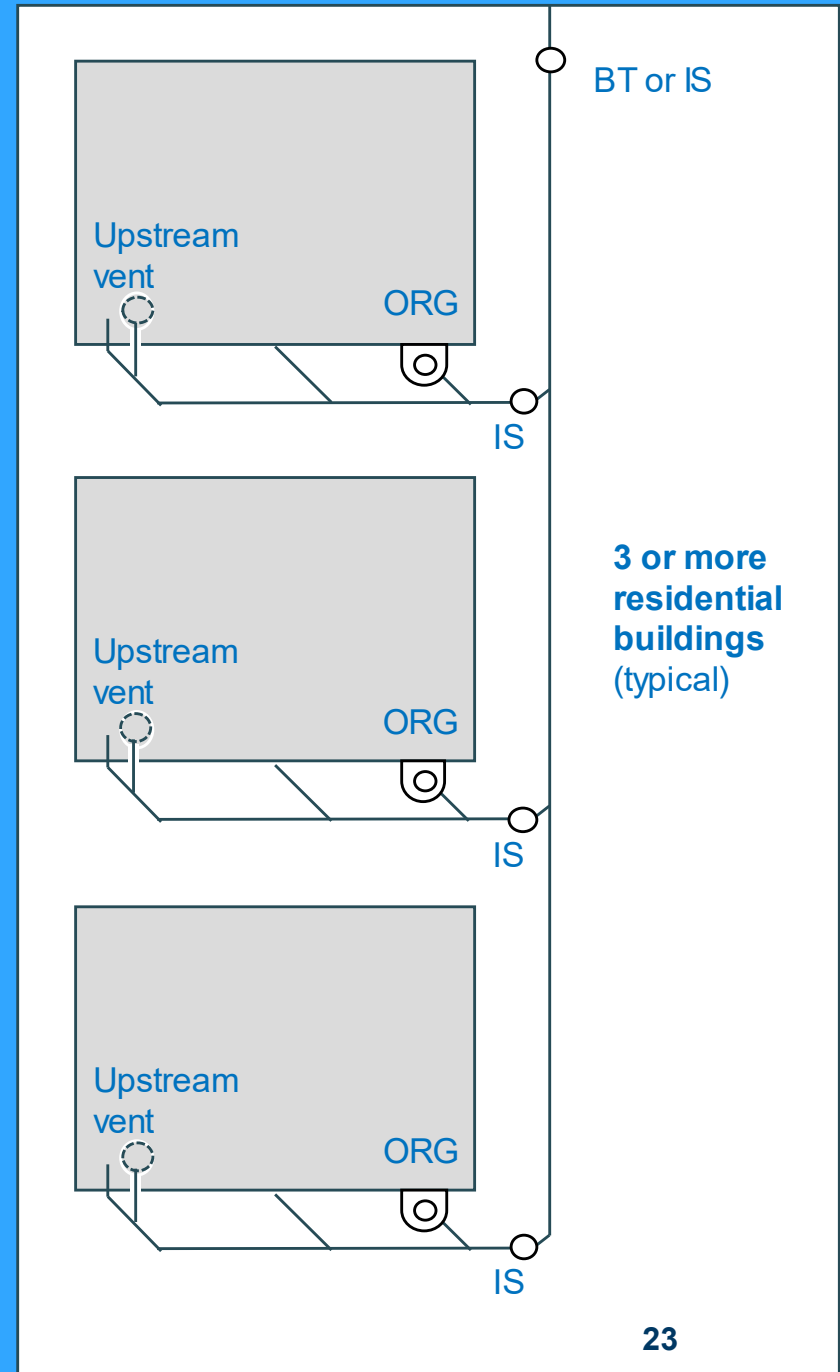 BT or IS
Upstream
vent
ORG
IS
3 or more
residential
buildings
(typical)
Upstream
vent
ORG
IS
Upstream
vent
ORG
IS
23